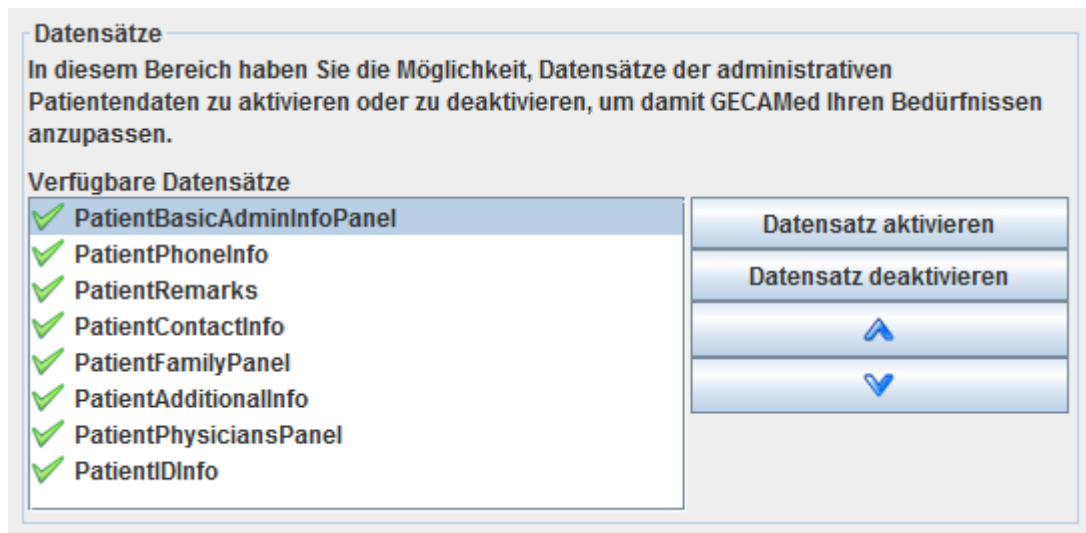 Datensätze
In diesem Bereich haben Sie die Möglichkeit, Datensätze der administrativen
Patientendaten zu aktivieren oder zu deaktivieren, um damit GECAMed Ihren Bedürfnissen
anzupassen.
Verfügbare Datensätze
PatientBasicAdminInfoPanel
PatientPhoneInfo
PatientRemarks
PatientContactInfo
PatientFamilyPanel
PatientAdditionalInfo
PatientPhysiciansPanel
PatientIDInfo
Datensatz aktivieren
Datensatz deaktivieren